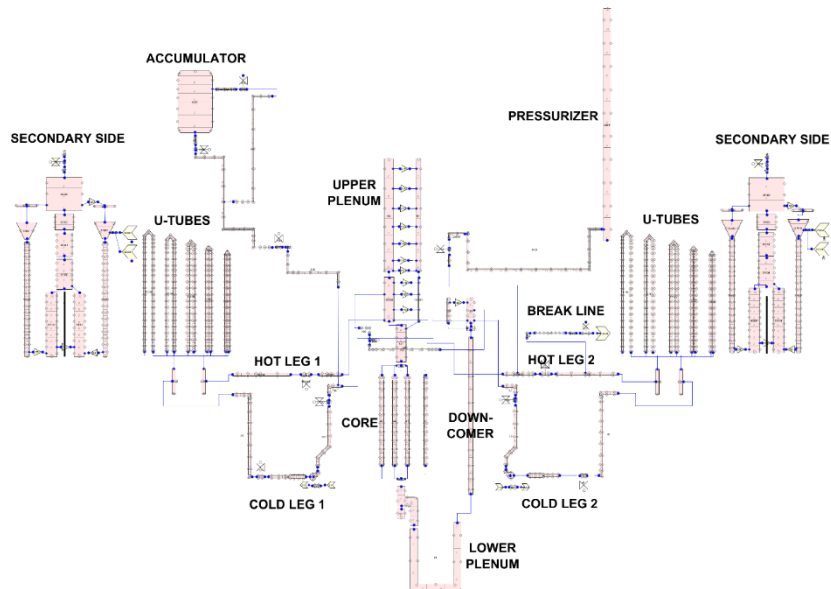 ACCUMULATOR
PRESSURIZER
SECONDARY SIDE
SECONDARY SIDE
UPPER
PLENUM
U-TUBES
U-TUBES
BREAK LINE
HOT LEG 1
HOT LEG 2
CORE
DOWN-
COMER
COLD LEG 1
COLD LEG 2
LOWER
PLENUM